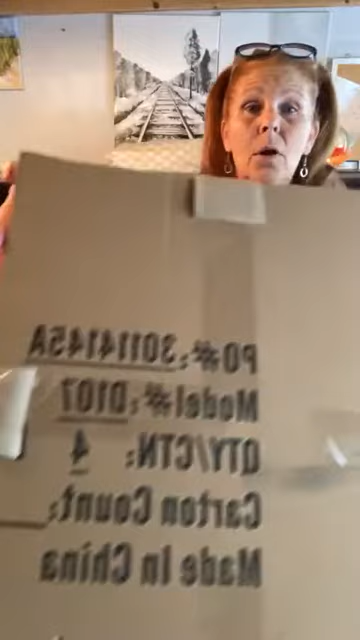 PO#:30114145A
Model#:D107
QTY/CTN: 4
Carton Count:
Made In China